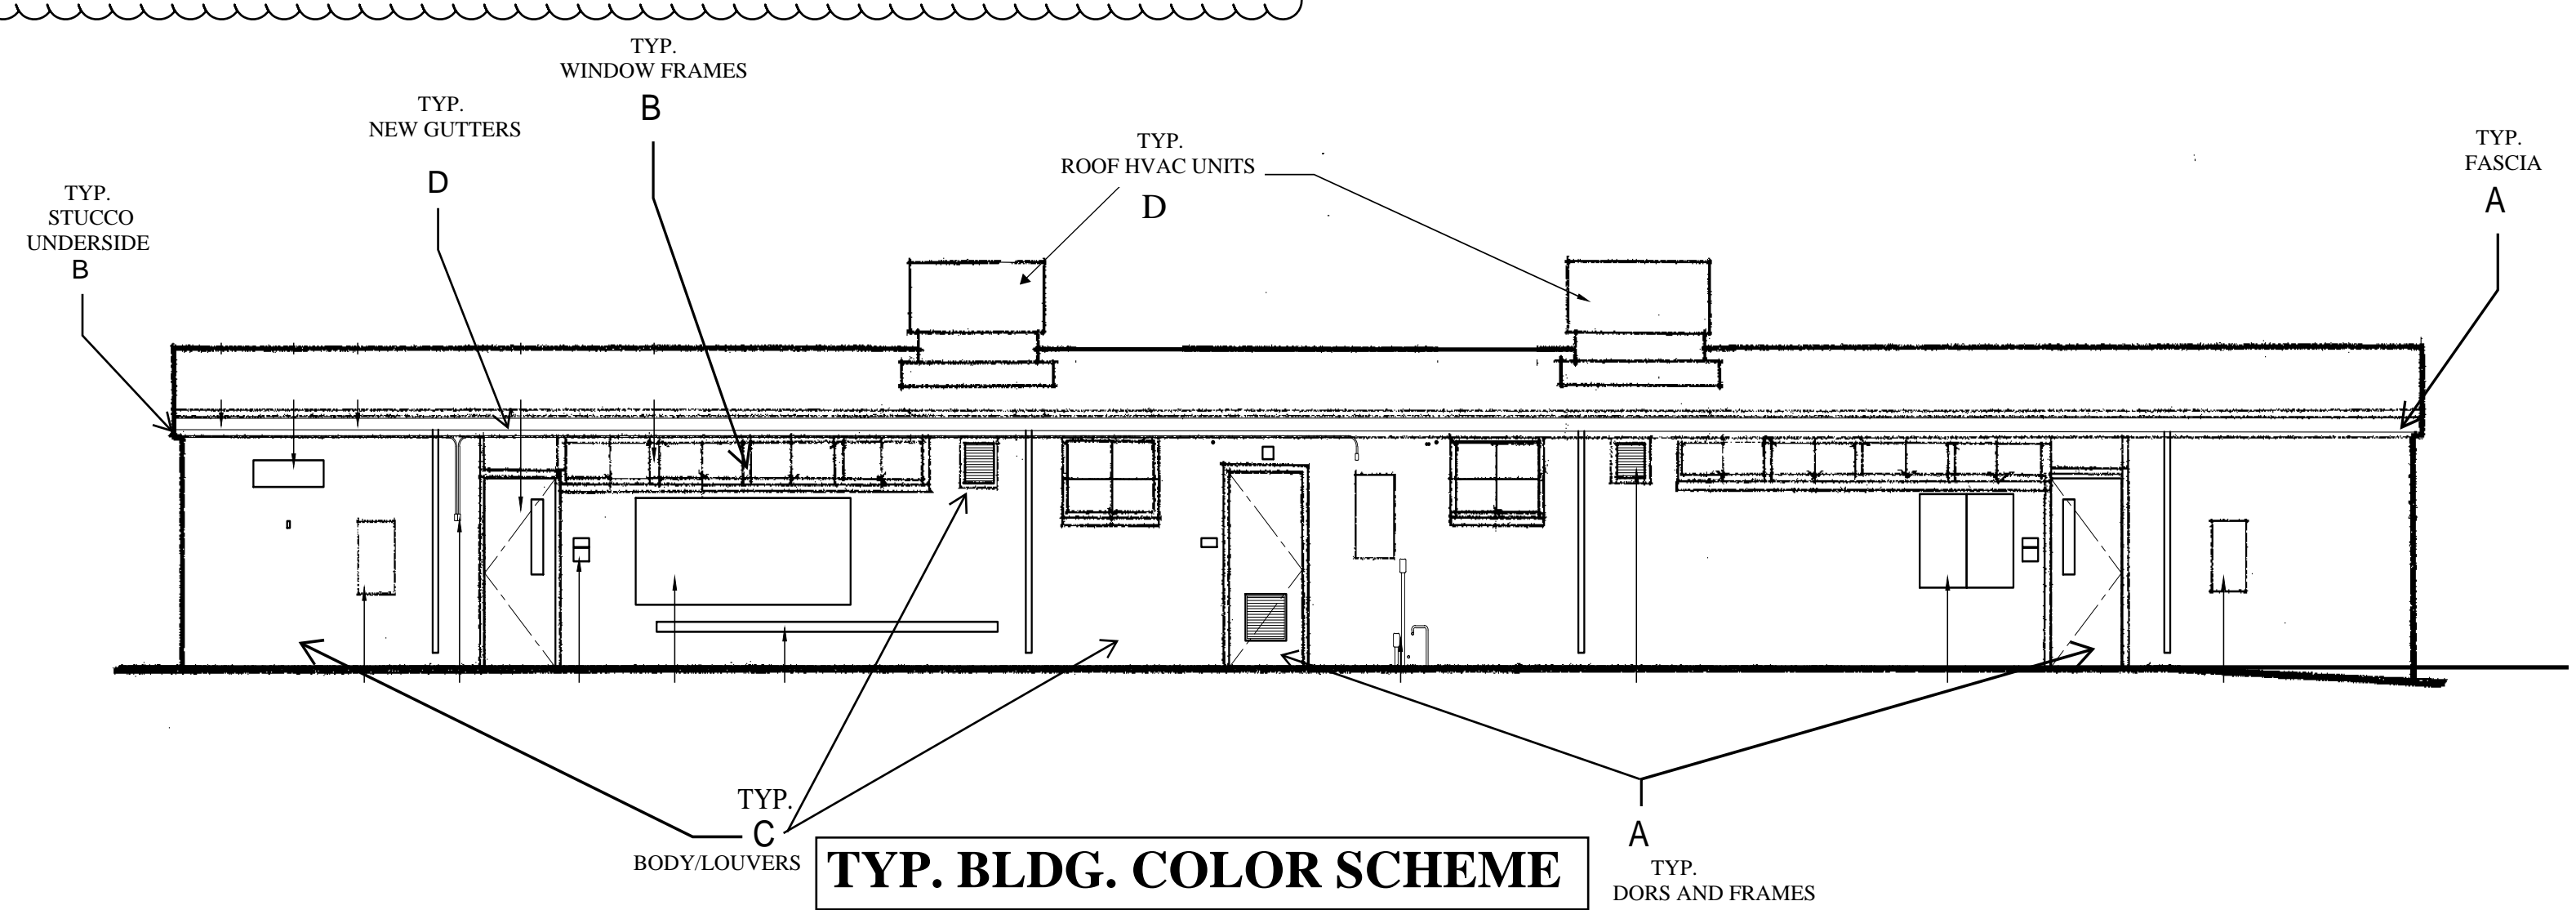 TYP.
WINDOW FRAMES
B
TYP.
NEW GUTTERS
D
TYP.
ROOF HVAC UNITS
D
TYP.
FASCIA
A
TYP.
STUCCO
UNDERSIDE
B
TYP.
C
BODY/LOUVERS
TYP. BLDG. COLOR SCHEME
A
TYP.
DORS AND FRAMES